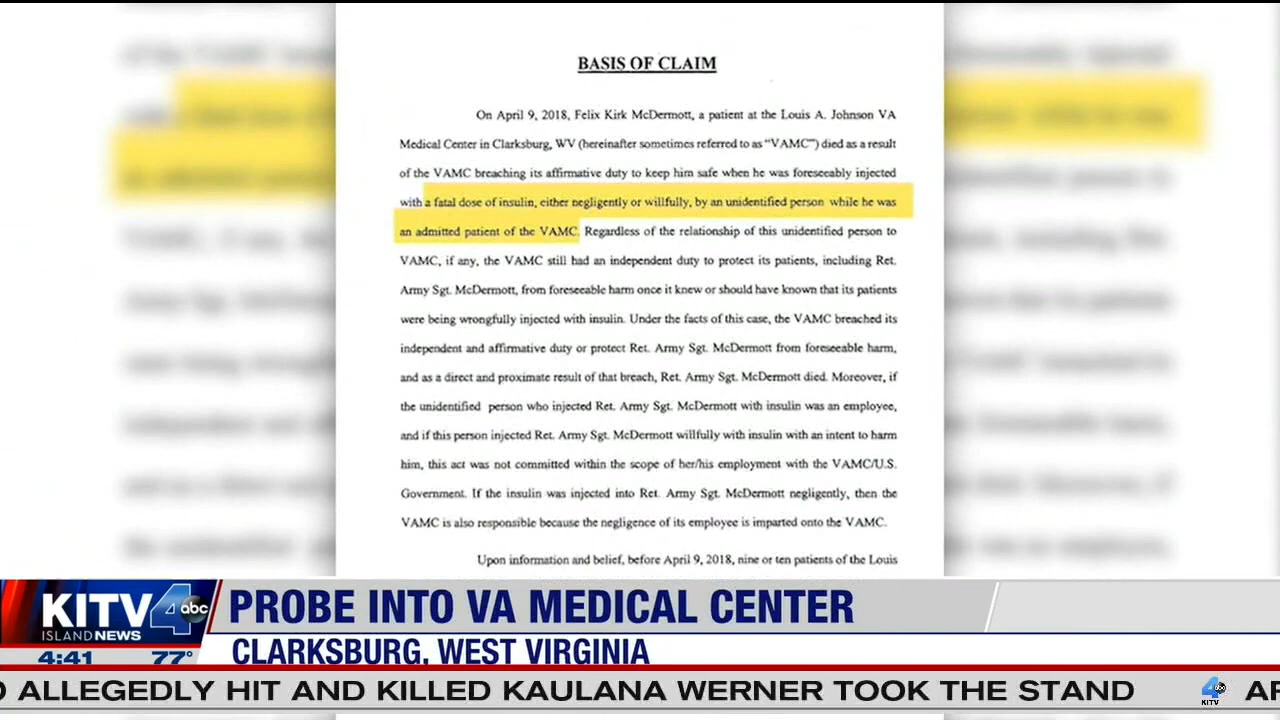 BASIS OF CLAIM
On April 9, 2018, Felix Kirk McDermott, a patient at the Louis A. Johnson VA
Medical Center in Clarksburg, WV (hereinafter sometimes referred to as "VAMC") died as a result
of the VAMC breaching its affirmative duty to keep him safe when he was foreseeably injected
with a fatal dose of insulin, either negligently or willfully, by an unidentified person while he was
an admitted patient of the VAMC. Regardless of the relationship of this unidentified person to
VAMC, if any, the VAMC still had an independent duty to protect its patients, including Ret.
Army Sgt. McDermott, from foreseeable harm once it knew or should have known that its patients
were being wrongfully injected with insulin. Under the facts of this case, the VAMC breached its
independent and affirmative duty or protect Ret. Army Sgt. McDermott from foreseeable harm,
and as a direct and proximate result of that breach, Ret. Army Sgt. McDermott died. Moreover, if
the unidentified person who injected Ret. Army Sgt. McDermott with insulin was an employee,
and if this person injected Ret. Army Sgt. McDermott willfully with insulin with an intent to harm
him, this act was not committed within the scope of her/his employment with the VAMC/U.S.
Government. If the insulin was injected into Ret. Army Sgt. McDermott negligently, then the
VAMC is also responsible because the negligence of its employee is imparted onto the VAMC.
Upon information and belief, before April 9, 2018, nine or ten patients of the Louis
KITV 4 abc
ISLAND NEWS
PROBE INTO VA MEDICAL CENTER
4:41 77°
CLARKSBURG, WEST VIRGINIA
ALLEGEDLY HIT AND KILLED KAULANA WERNER TOOK THE STAND
4 abc
KITV